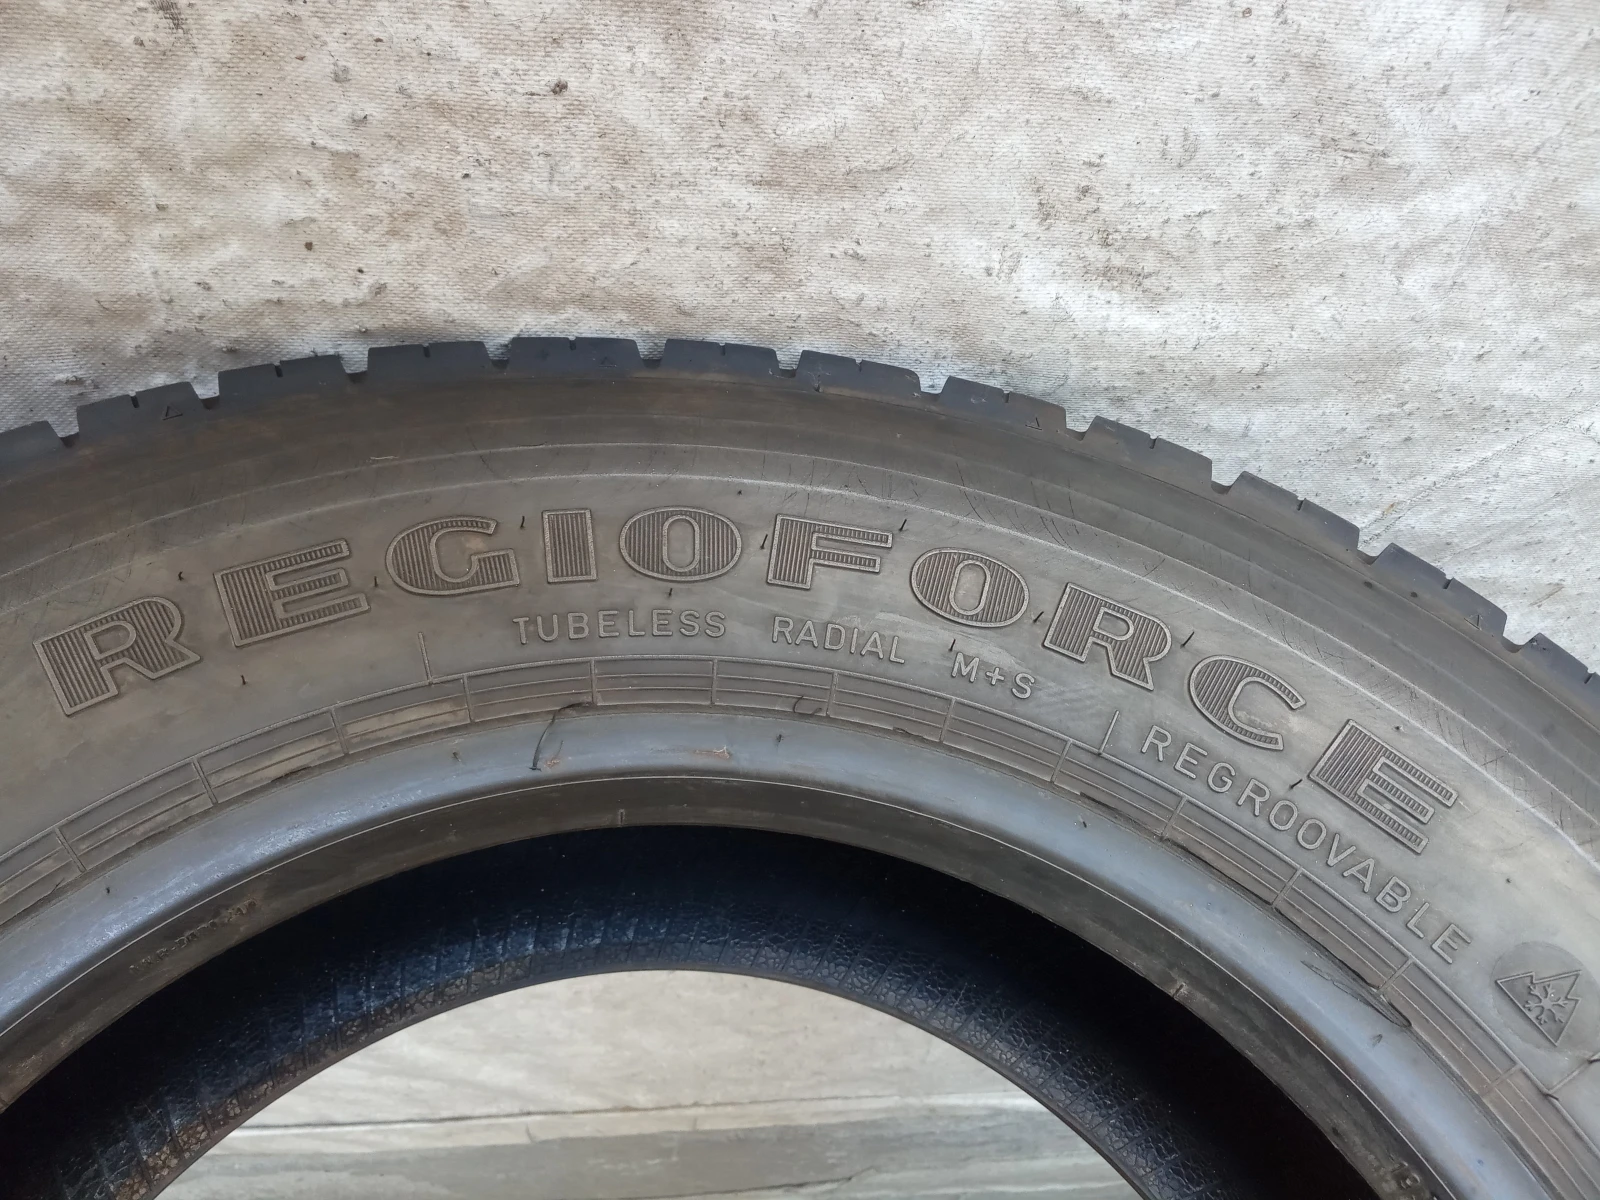 REGIOFORCE
TUBELESS RADIAL M+S
REGROOVABLE